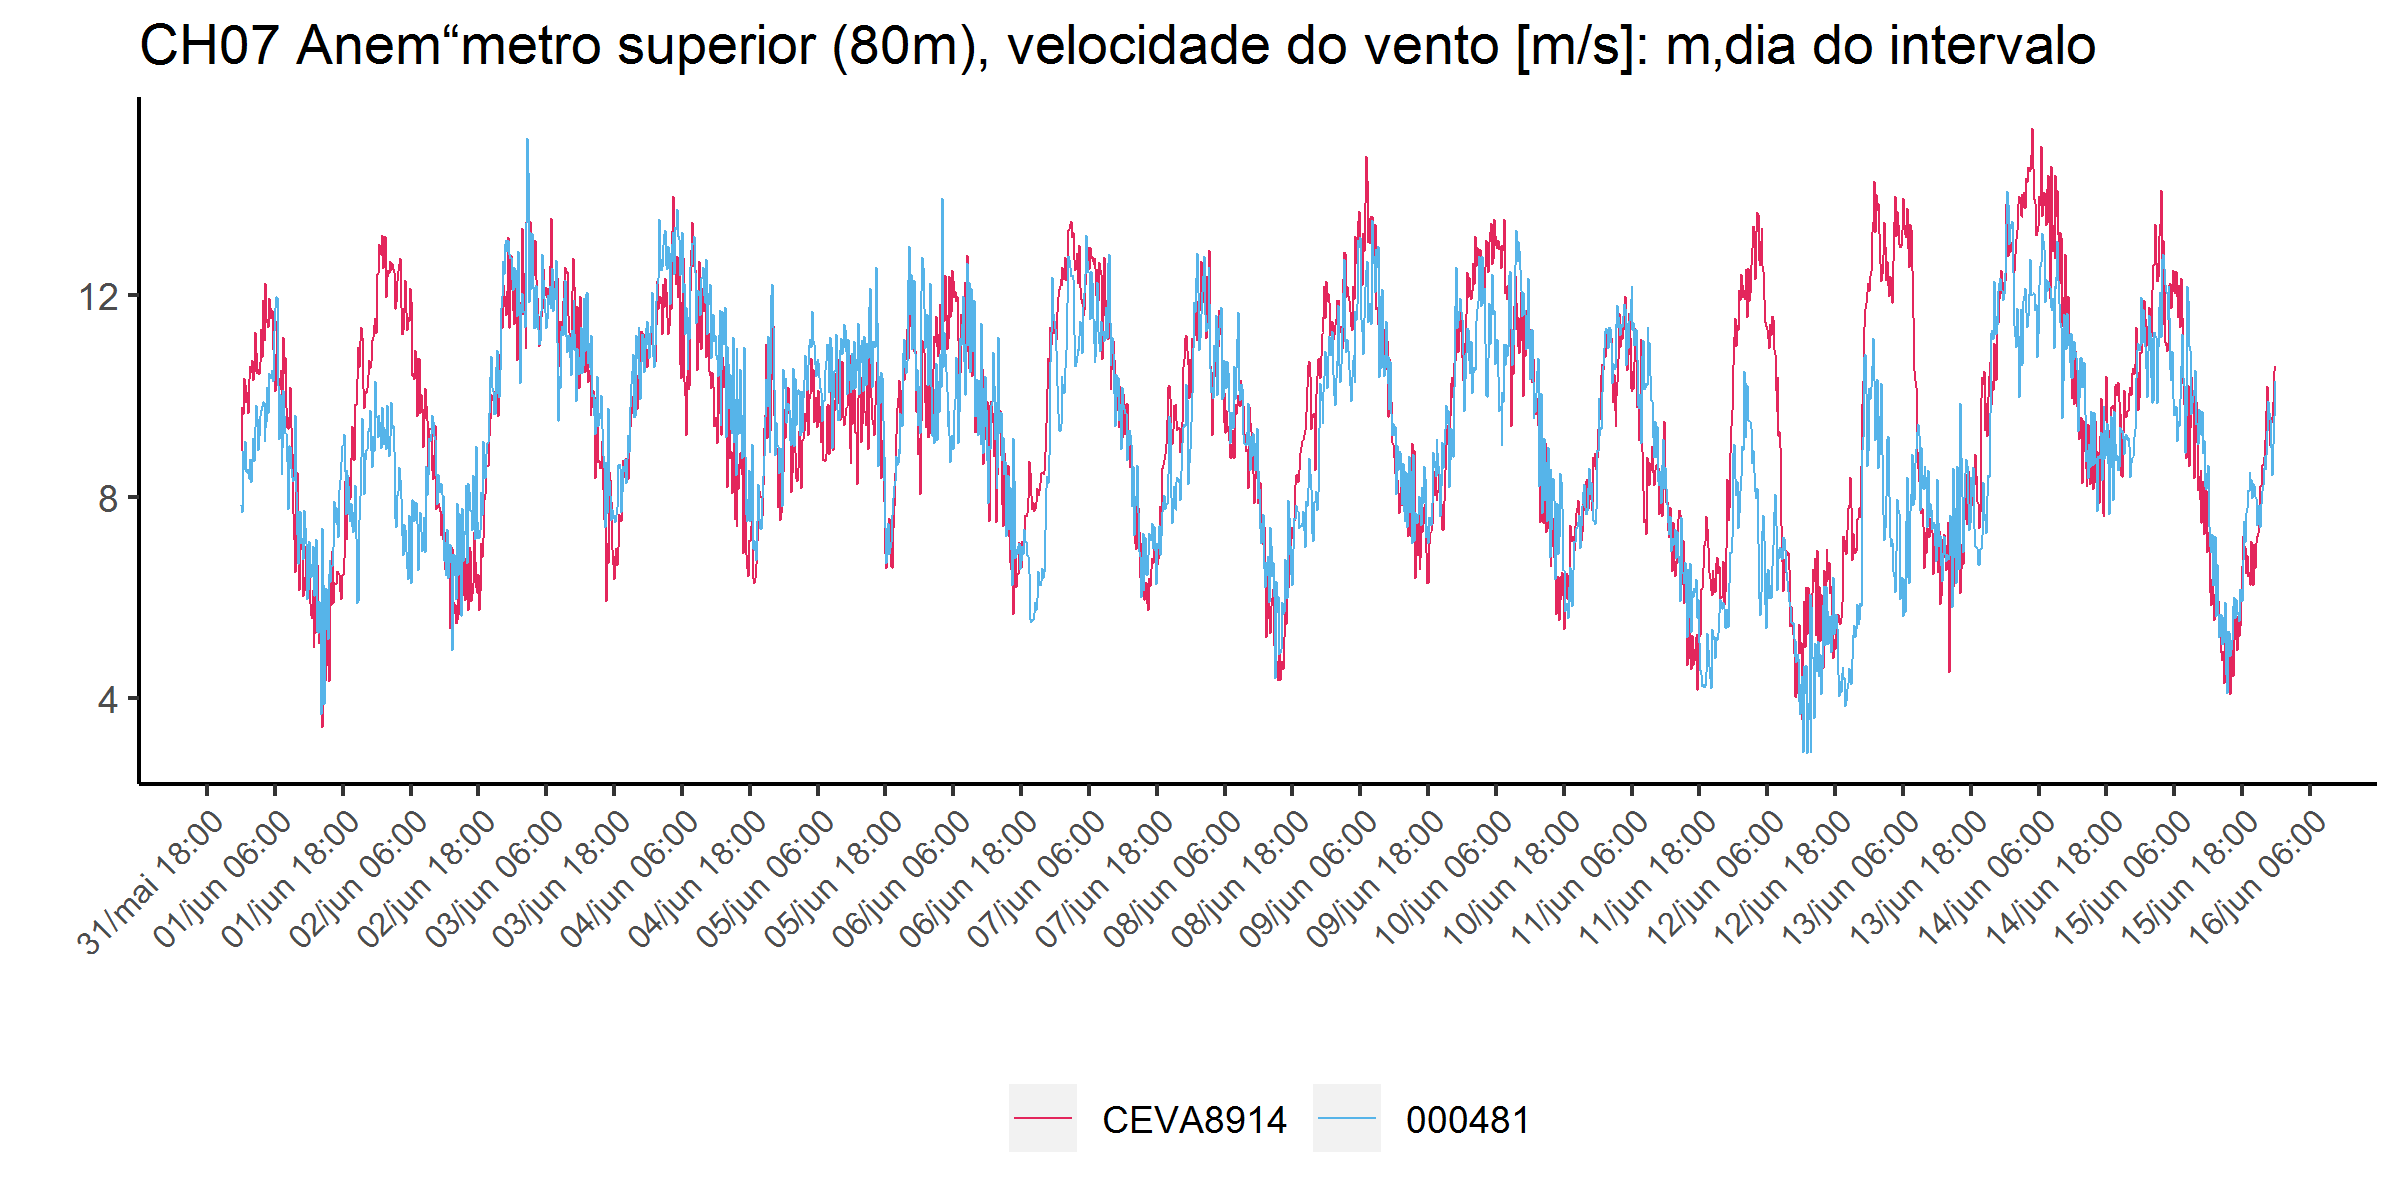 CH07 Anem“metro superior (80m), velocidade do vento [m/s]: m,dia do intervalo
12
8
4
31/mai 18:00
01/jun 06:00
01/jun 18:00
02/jun 06:00
02/jun 18:00
03/jun 06:00
03/jun 18:00
04/jun 06:00
04/jun 18:00
05/jun 06:00
05/jun 18:00
06/jun 06:00
06/jun 18:00
07/jun 06:00
07/jun 18:00
08/jun 06:00
08/jun 18:00
09/jun 06:00
09/jun 18:00
10/jun 06:00
10/jun 18:00
11/jun 06:00
11/jun 18:00
12/jun 06:00
12/jun 18:00
13/jun 06:00
13/jun 18:00
14/jun 06:00
14/jun 18:00
15/jun 06:00
15/jun 18:00
16/jun 06:00
CEVA8914
000481